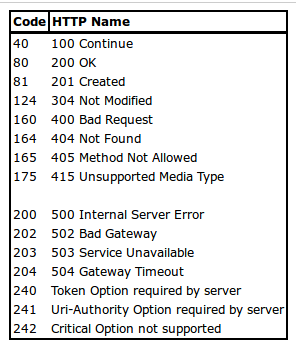 Code HTTP Name
40 100 Continue
80 200 OK
81 201 Created
124 304 Not Modified
160 400 Bad Request
164 404 Not Found
165 405 Method Not Allowed
175 415 Unsupported Media Type
200 500 Internal Server Error
202 502 Bad Gateway
203 503 Service Unavailable
204 504 Gateway Timeout
240 Token Option required by server
241 Uri-Authority Option required by server
242 Critical Option not supported